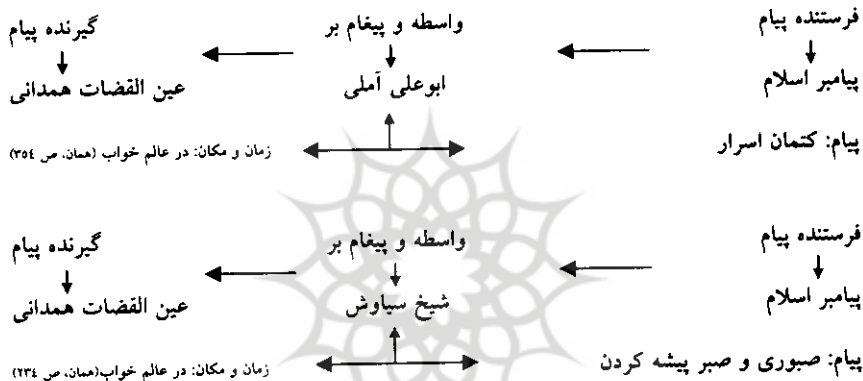 فرستنده پیام واسطه و پیغام بر گیرنده پیام
پیامبر اسلام ابوعلی آملی عین القضات همدانی
پیام: کتمان اسرار زمان و مکان: در عالم خواب (همان، ص ٣٥٤)
فرستنده پیام واسطه و پیغام بر گیرنده پیام
پیامبر اسلام شیخ سیاوش عین القضات همدانی
پیام: صبوری و صبر پیشه کردن زمان و مکان: در عالم خواب(همان، ص ٢٣٤)